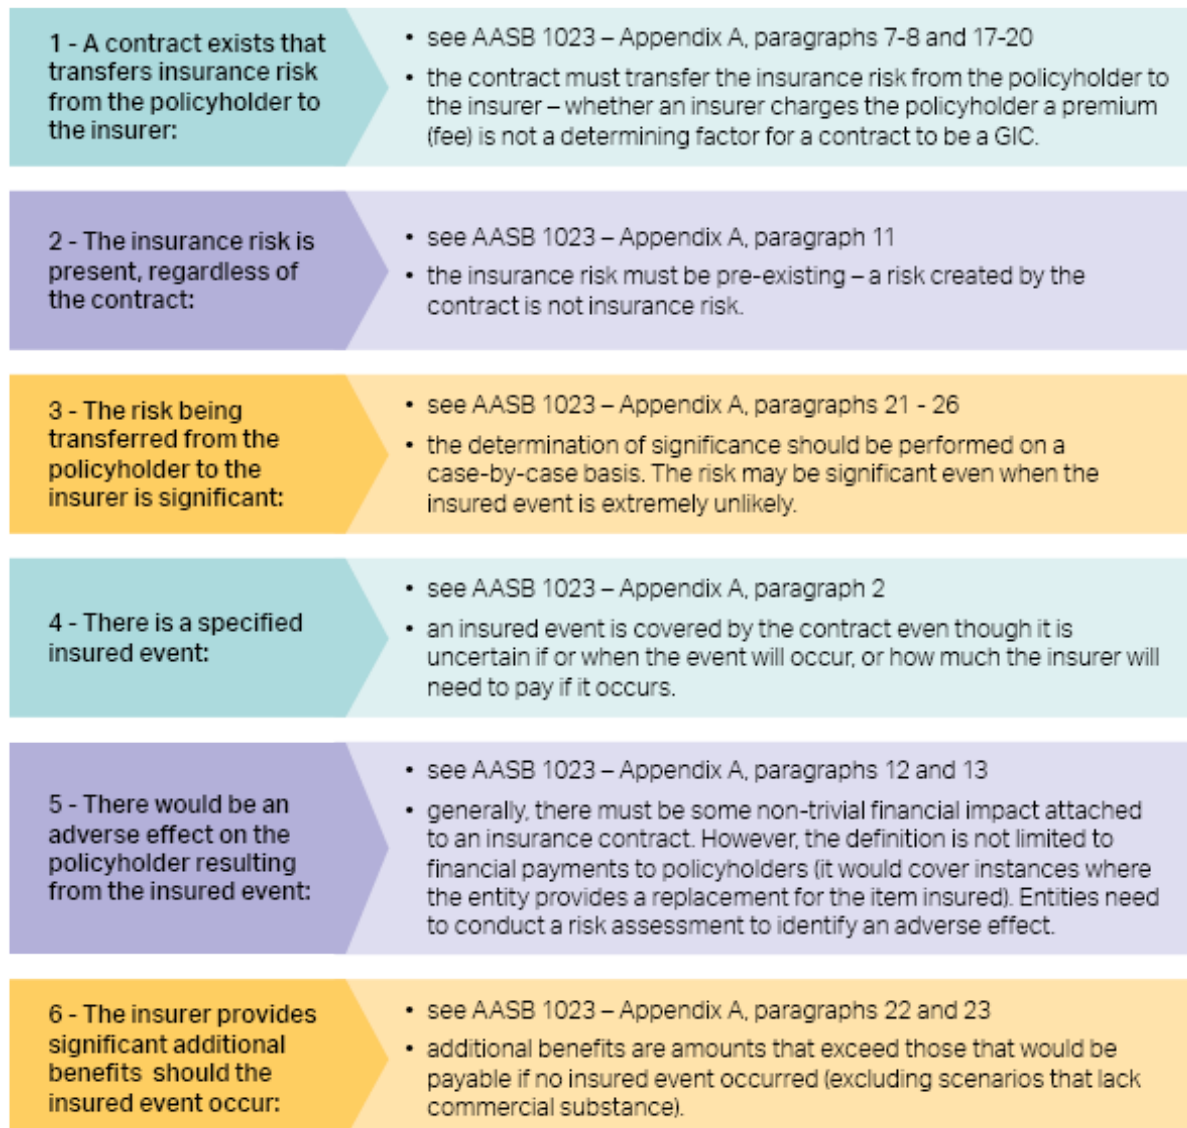 1 - A contract exists that
transfers insurance risk
from the policyholder to
the insurer:
• see AASB 1023 – Appendix A, paragraphs 7-8 and 17-20
• the contract must transfer the insurance risk from the policyholder to
the insurer – whether an insurer charges the policyholder a premium
(fee) is not a determining factor for a contract to be a GIC.
2 - The insurance risk is
present, regardless of
the contract:
• see AASB 1023 – Appendix A, paragraph 11
• the insurance risk must be pre-existing – a risk created by the
contract is not insurance risk.
3 - The risk being
transferred from the
policyholder to the
insurer is significant:
• see AASB 1023 – Appendix A, paragraphs 21 - 26
• the determination of significance should be performed on a
case-by-case basis. The risk may be significant even when the
insured event is extremely unlikely.
4 - There is a specified
insured event:
• see AASB 1023 – Appendix A, paragraph 2
• an insured event is covered by the contract even though it is
uncertain if or when the event will occur, or how much the insurer will
need to pay if it occurs.
5 - There would be an
adverse effect on the
policyholder resulting
from the insured event:
• see AASB 1023 – Appendix A, paragraphs 12 and 13
• generally, there must be some non-trivial financial impact attached
to an insurance contract. However, the definition is not limited to
financial payments to policyholders (it would cover instances where
the entity provides a replacement for the item insured). Entities need
to conduct a risk assessment to identify an adverse effect.
6 - The insurer provides
significant additional
benefits should the
insured event occur:
• see AASB 1023 – Appendix A, paragraphs 22 and 23
• additional benefits are amounts that exceed those that would be
payable if no insured event occurred (excluding scenarios that lack
commercial substance).